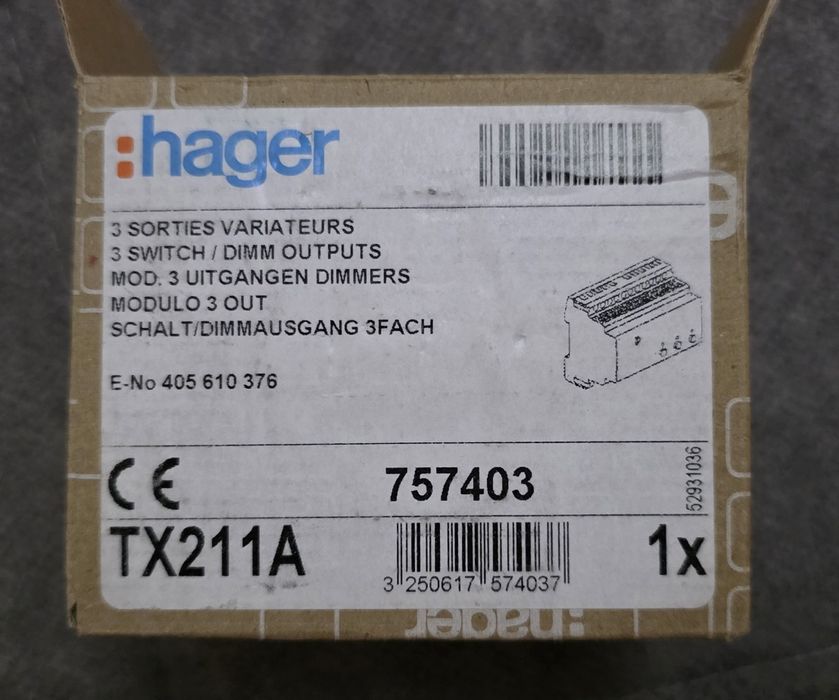 :hager
3 SORTIES VARIATEURS
3 SWITCH / DIMM OUTPUTS
MOD. 3 UITGANGEN DIMMERS
MODULO 3 OUT
SCHALT/DIMMAUSGANG 3FACH
E-No 405 610 376
CE
757403
52931036
TX211A
3 250617 574037
1x
:hager